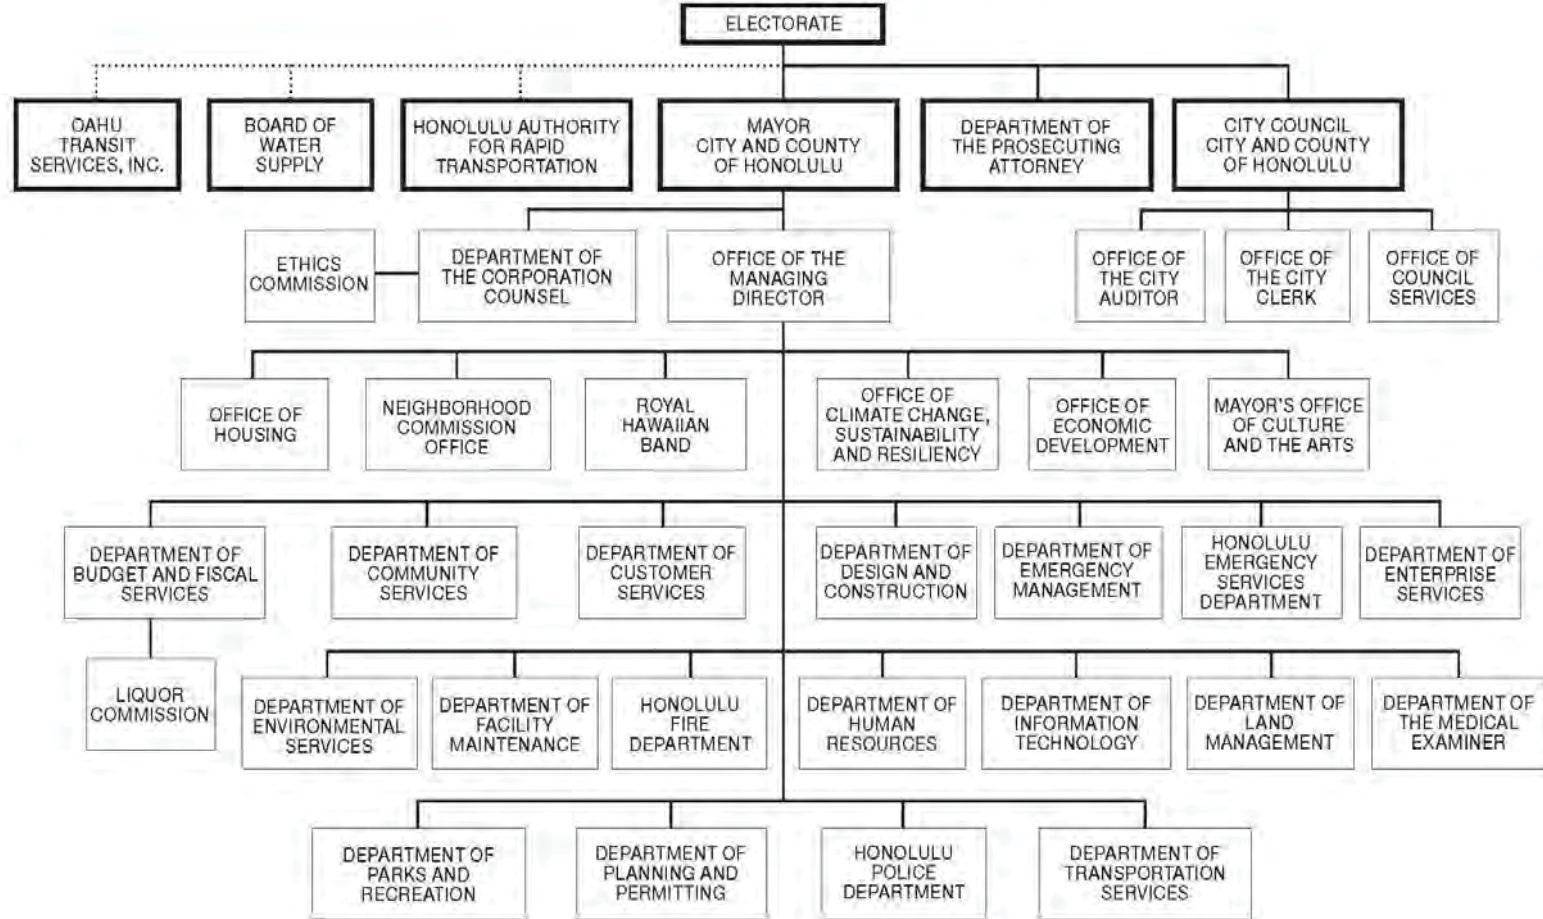 ELECTORATE
OAHU
TRANSIT
SERVICES, INC.
BOARD OF
WATER
SUPPLY
HONOLULU AUTHORITY
FOR RAPID
TRANSPORTATION
MAYOR
CITY AND COUNTY
OF HONOLULU
DEPARTMENT OF
THE PROSECUTING
ATTORNEY
CITY COUNCIL
CITY AND COUNTY
OF HONOLULU
ETHICS
COMMISSION
DEPARTMENT OF
THE CORPORATION
COUNSEL
OFFICE OF THE
MANAGING
DIRECTOR
OFFICE OF
THE CITY
AUDITOR
OFFICE OF
THE CITY
CLERK
OFFICE OF
COUNCIL
SERVICES
OFFICE OF
HOUSING
NEIGHBORHOOD
COMMISSION
OFFICE
ROYAL
HAWAIIAN
BAND
OFFICE OF
CLIMATE CHANGE,
SUSTAINABILITY
AND RESILIENCY
OFFICE OF
ECONOMIC
DEVELOPMENT
MAYOR'S OFFICE
OF CULTURE
AND THE ARTS
DEPARTMENT OF
BUDGET AND FISCAL
SERVICES
DEPARTMENT OF
COMMUNITY
SERVICES
DEPARTMENT OF
CUSTOMER
SERVICES
DEPARTMENT OF
DESIGN AND
CONSTRUCTION
DEPARTMENT OF
EMERGENCY
MANAGEMENT
HONOLULU
EMERGENCY
SERVICES
DEPARTMENT
DEPARTMENT OF
ENTERPRISE
SERVICES
LIQUOR
COMMISSION
DEPARTMENT OF
ENVIRONMENTAL
SERVICES
DEPARTMENT OF
FACILITY
MAINTENANCE
HONOLULU
FIRE
DEPARTMENT
DEPARTMENT OF
HUMAN
RESOURCES
DEPARTMENT OF
INFORMATION
TECHNOLOGY
DEPARTMENT OF
LAND
MANAGEMENT
DEPARTMENT OF
THE MEDICAL
EXAMINER
DEPARTMENT OF
PARKS AND
RECREATION
DEPARTMENT OF
PLANNING AND
PERMITTING
HONOLULU
POLICE
DEPARTMENT
DEPARTMENT OF
TRANSPORTATION
SERVICES